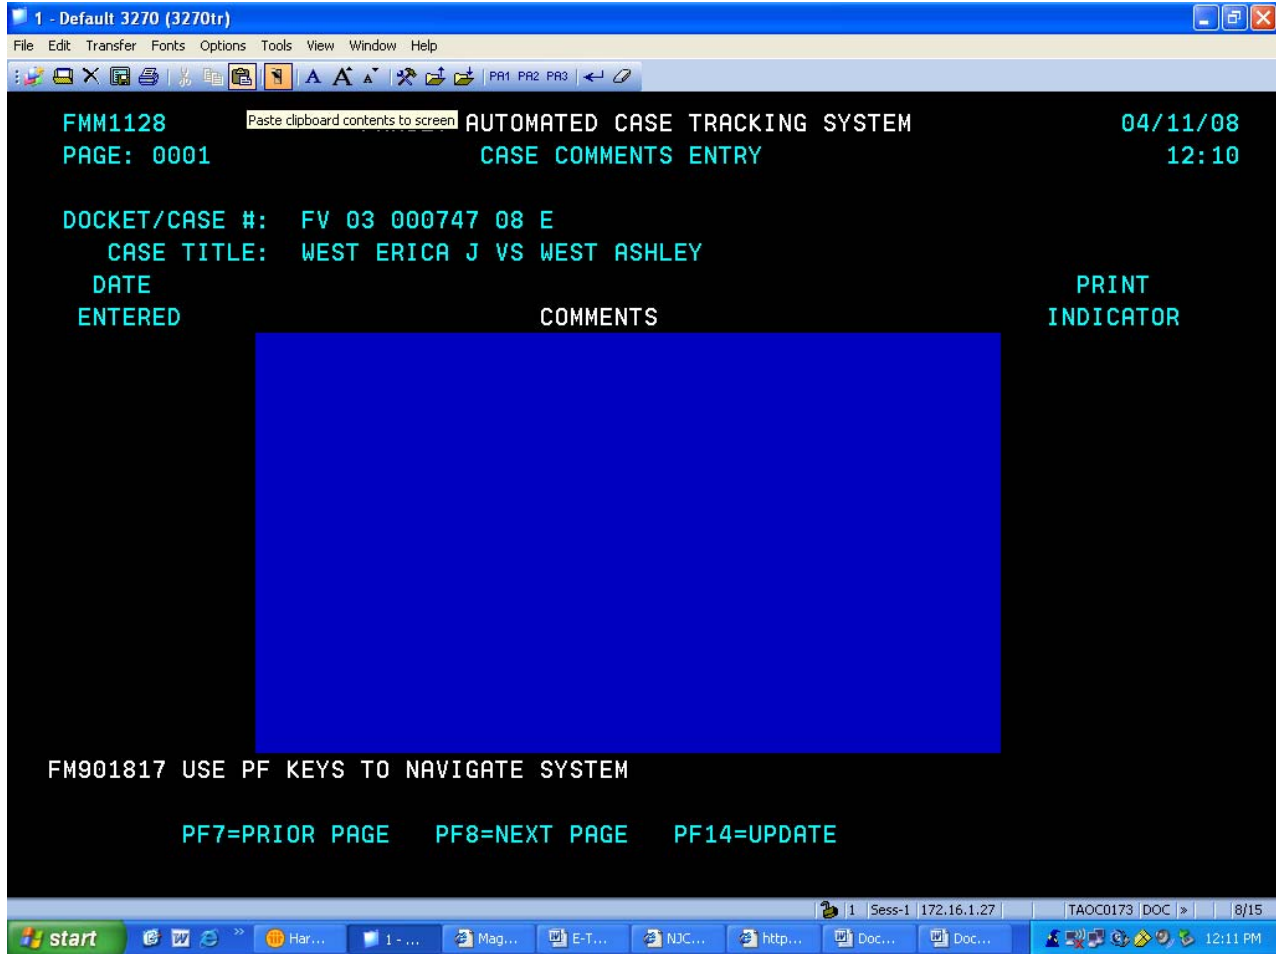 1 - Default 3270 (3270tr)
File Edit Transfer Fonts Options Tools View Window Help
PA1 PA2 PA3
FMM1128 Paste clipboard contents to screen AUTOMATED CASE TRACKING SYSTEM 04/11/08
PAGE: 0001 CASE COMMENTS ENTRY 12:10
DOCKET/CASE #: FV 03 000747 08 E
CASE TITLE: WEST ERICA J VS WEST ASHLEY
DATE PRINT
ENTERED COMMENTS INDICATOR
FM901817 USE PF KEYS TO NAVIGATE SYSTEM
PF7=PRIOR PAGE PF8=NEXT PAGE PF14=UPDATE
1 Sess-1 172.16.1.27 TAOC0173 DOC » 8/15
start » Har... 1 - ... Mag... E-T... NJC... http... Doc... Doc... 12:11 PM